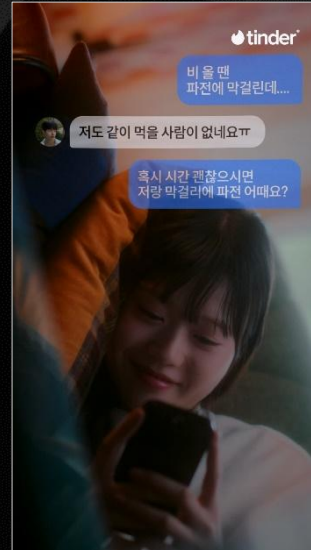 tinder
비 올 땐
파전에 막걸린데....
저도 같이 먹을 사람이 없네요ㅠ
혹시 시간 괜찮으시면
저랑 막걸리에 파전 어때요?